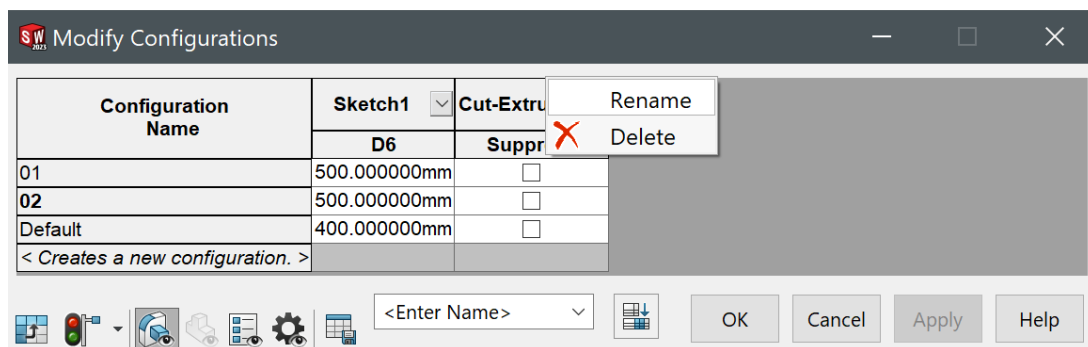 SW 2023 Modify Configurations
Configuration Name
Sketch1
Cut-Extru
Rename
Delete
D6
Suppr
01 500.000000mm
02 500.000000mm
Default 400.000000mm
< Creates a new configuration. >
<Enter Name>
OK
Cancel
Apply
Help